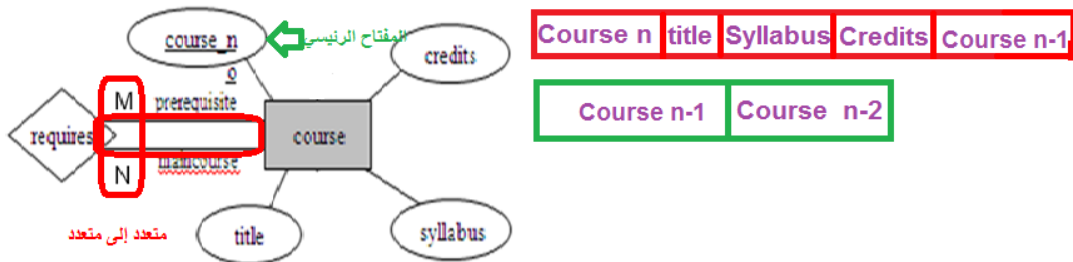 course_n
o
المفتاح الرئيسي
credits
M
prerequisite
requires
course
N
maincourse
متعدد إلى متعدد
title
syllabus
Course n title Syllabus Credits Course n-1
Course n-1 Course n-2